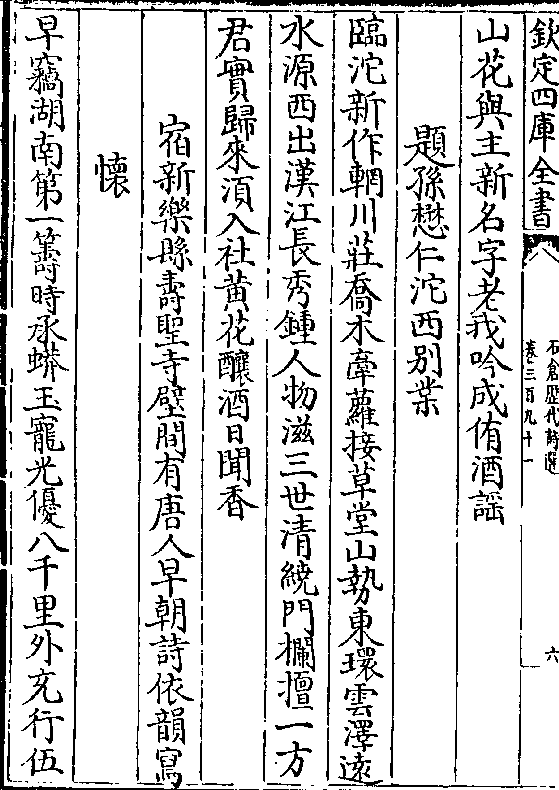 欽定四庫全書
石倉歷代詩選
卷三百九十一
六
山花與主新名字老我吟成侑酒謡
題孫懋仁沱西别業
臨沱新作輞川莊喬木牽蘿接草堂山勢東環雲澤遠
水源西出漢江長秀鍾人物滋三世清繞門欄擅一方
君實歸來湏入社黄花釀酒日聞香
宿新樂縣壽聖寺壁間有唐人早朝詩依韻寫
懷
早竊湖南第一籌時承蟒玉寵光優八千里外充行伍